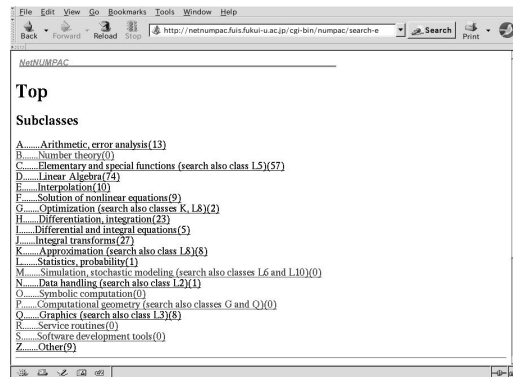 File Edit View Go Bookmarks Tools Window Help
Back Forward Reload Stop http://netnumpac.fuis.fukui-u.ac.jp/cgi-bin/numpac/search-e Search Print
NetNUMPAC
Top
Subclasses
A.......Arithmetic, error analysis(13)
B.......Number theory(0)
C.......Elementary and special functions (search also class L5)(57)
D.......Linear Algebra(74)
E.......Interpolation(10)
F.......Solution of nonlinear equations(9)
G.......Optimization (search also classes K, L8)(2)
H.......Differentiation, integration(23)
I.......Differential and integral equations(5)
J.......Integral transforms(27)
K.......Approximation (search also class L8)(8)
L.......Statistics, probability(1)
M.......Simulation, stochastic modeling (search also classes L6 and L10)(0)
N.......Data handling (search also class L2)(1)
O.......Symbolic computation(0)
P.......Computational geometry (search also classes G and Q)(0)
Q.......Graphics (search also class L3)(8)
R.......Service routines(0)
S.......Software development tools(0)
Z.......Other(9)